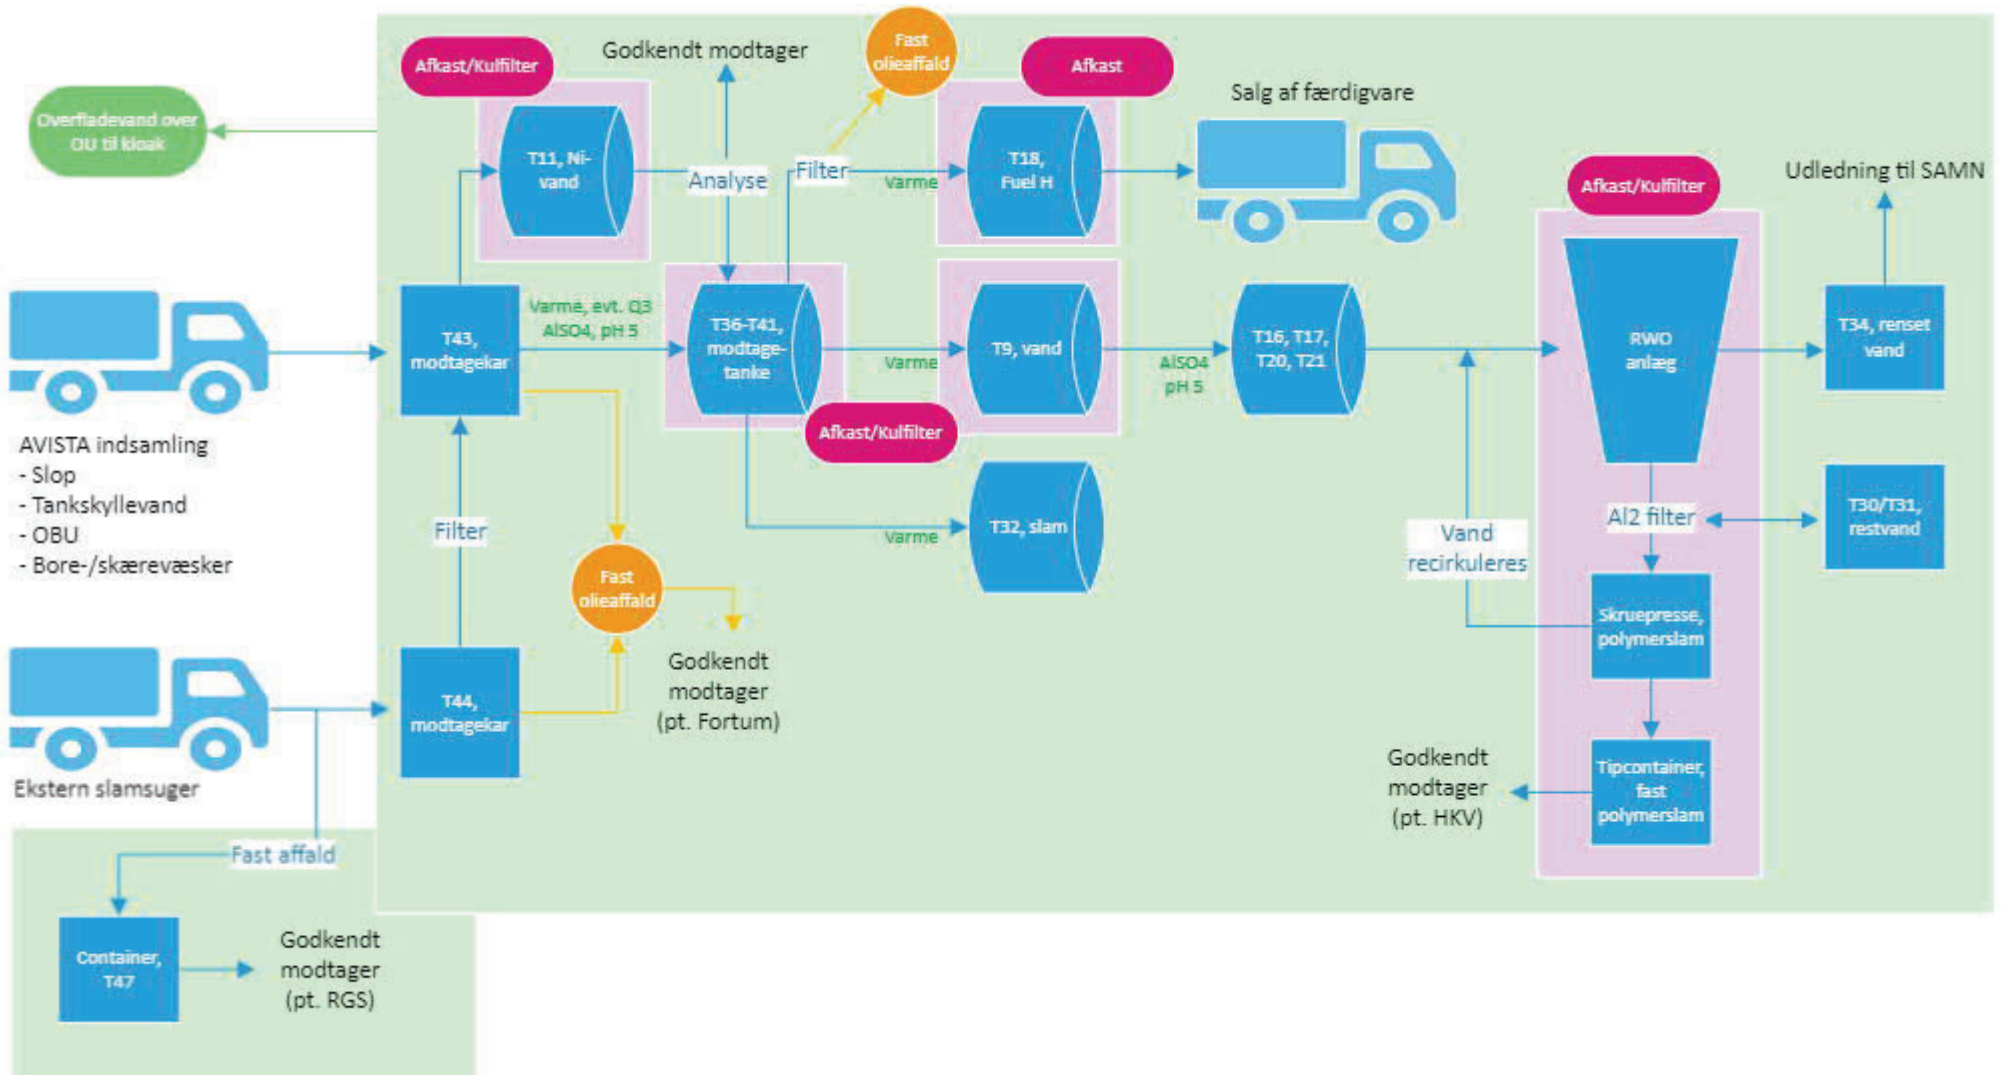 Afkast/Kulfilter
Godkendt modtager
Fast
olieaffald
Afkast
Salg af færdigvare
Overfladevand over
OU til kloak
T11, Ni-
vand
Analyse
Filter
Varme
T18,
Fuel H
Afkast/Kulfilter
Udledning til SAMN
Varme, evt. Q3
AlSO4, pH 5
T43,
modtagekar
T36-T41,
modtage-
tanke
Varme
T9, vand
AlSO4
pH 5
T16, T17,
T20, T21
RWO
anlæg
T34, renset
vand
Afkast/Kulfilter
AVISTA indsamling
- Slop
- Tankskyllevand
- OBU
- Bore-/skærevæsker
Filter
Varme
T32, slam
Vand
recirkuleres
Al2 filter
T30/T31,
restvand
Fast
olieaffald
Skruepresse,
polymerslam
Godkendt
modtager
(pt. Fortum)
T44,
modtagekar
Ekstern slamsuger
Godkendt
modtager
(pt. HKV)
Tipcontainer,
fast
polymerslam
Fast affald
Container,
T47
Godkendt
modtager
(pt. RGS)